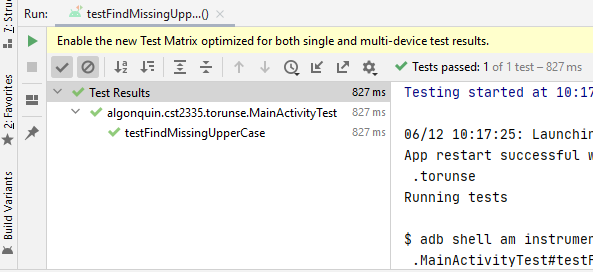 Run:
testFindMissingUpp...()
Enable the new Test Matrix optimized for both single and multi-device test results.
Tests passed: 1 of 1 test – 827 ms
Test Results 827 ms
algonquin.cst2335.torunse.MainActivityTest 827 ms
testFindMissingUpperCase 827 ms
Testing started at 10:17
06/12 10:17:25: Launchin
App restart successful w
.torunse
Running tests
$ adb shell am instrumen
.MainActivityTest#testF
2: Favorites
Build Variants